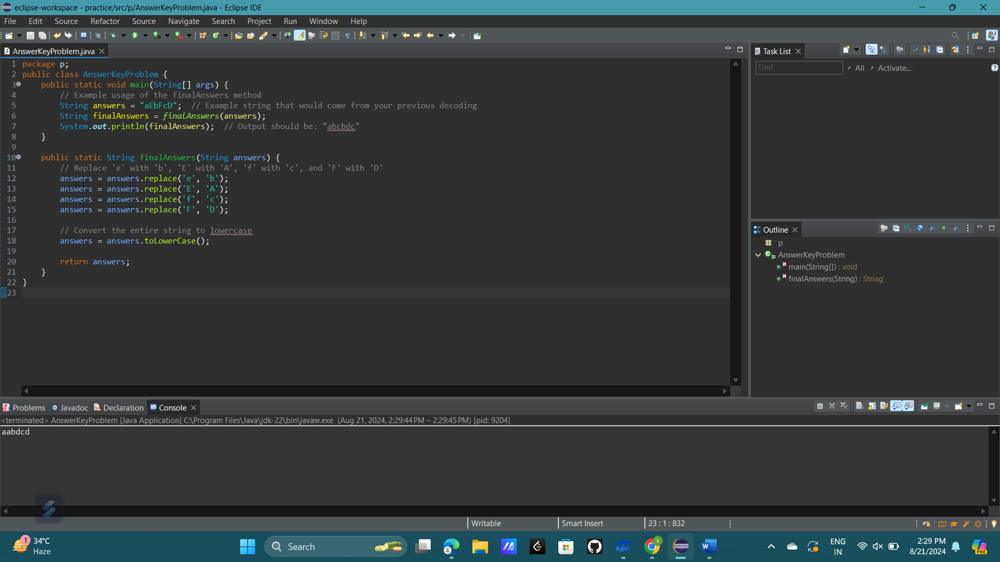 eclipse-workspace - practice/src/p/AnswerKeyProblem.java - Eclipse IDE
File Edit Source Refactor Source Navigate Search Project Run Window Help
AnswerKeyProblem.java
1 package p;
2 public class AnswerKeyProblem {
3 public static void main(String[] args) {
4 // Example usage of the finalAnswers method
5 String answers = "aEbFcD"; // Example string that would come from your previous decoding
6 String finalAnswers = finalAnswers(answers);
7 System.out.println(finalAnswers); // Output should be: "abcbdc"
8 }
9
10 public static String finalAnswers(String answers) {
11 // Replace 'e' with 'b', 'E' with 'A', 'f' with 'c', and 'F' with 'D'
12 answers = answers.replace('e', 'b');
13 answers = answers.replace('E', 'A');
14 answers = answers.replace('f', 'c');
15 answers = answers.replace('F', 'D');
16
17 // Convert the entire string to lowercase
18 answers = answers.toLowerCase();
19
20 return answers;
21 }
22 }
23
Task List
Find All Activate...
Outline
p
AnswerKeyProblem
main(String[]) : void
finalAnswers(String) : String
Problems Javadoc Declaration Console
<terminated> AnswerKeyProblem [Java Application] C:\Program Files\Java\jdk-22\bin\javaw.exe (Aug 21, 2024, 2:29:44 PM – 2:29:45 PM) [pid: 9204]
aabdcd
Writable Smart Insert 23 : 1 : 832
1
34°C
Haze
Search
ENG
IN
2:29 PM
8/21/2024
PRE